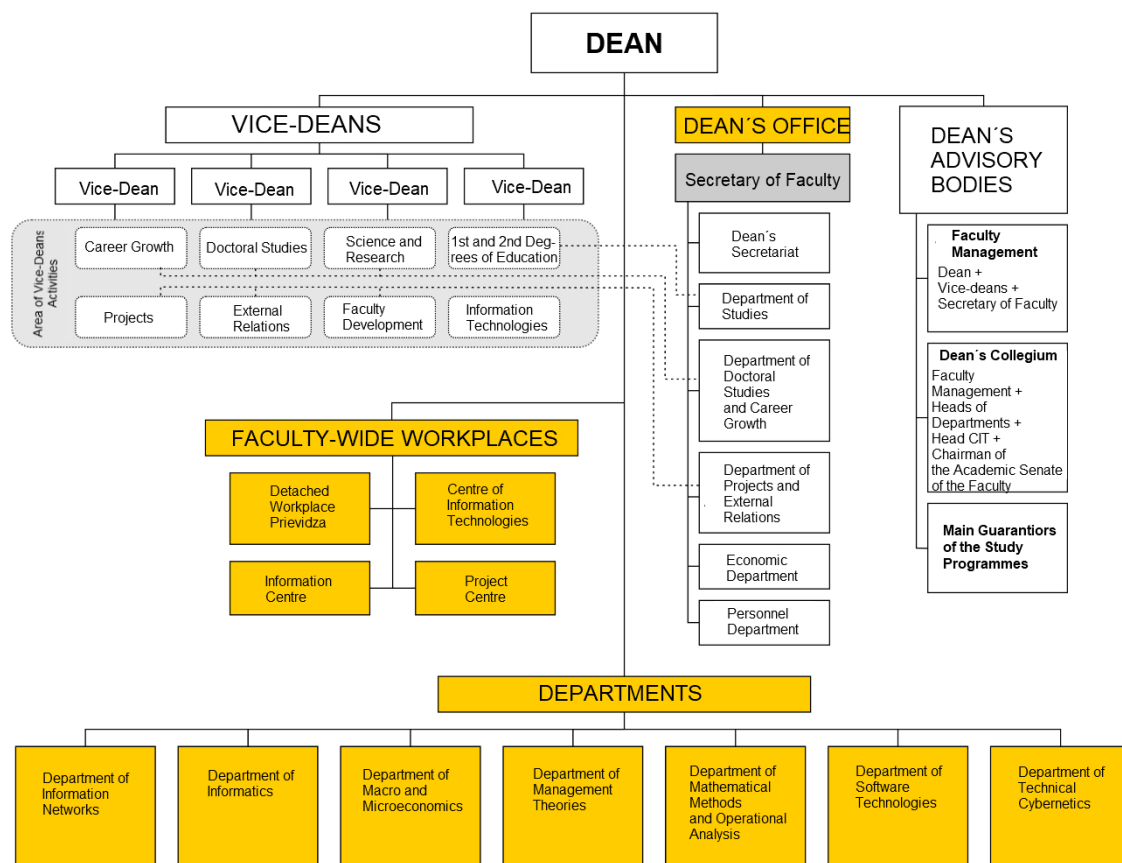 DEAN
VICE-DEANS
Vice-Dean
Vice-Dean
Vice-Dean
Vice-Dean
Area of Vice-Deans
Activities
Career Growth
Doctoral Studies
Science and
Research
1st and 2nd Deg-
rees of Education
Projects
External
Relations
Faculty
Development
Information
Technologies
DEAN´S OFFICE
Secretary of Faculty
Dean´s
Secretariat
Department of
Studies
Department of
Doctoral
Studies
and Career
Growth
Department of
Projects and
External
Relations
Economic
Department
Personnel
Department
DEAN´S
ADVISORY
BODIES
Faculty
Management
Dean +
Vice-deans +
Secretary of Faculty
Dean´s Collegium
Faculty
Management +
Heads of
Departments +
Head CIT +
Chairman of
the Academic Senate
of the Faculty
Main Guarantiors
of the Study
Programmes
FACULTY-WIDE WORKPLACES
Detached
Workplace
Prievidza
Centre of
Information
Technologies
Information
Centre
Project
Centre
DEPARTMENTS
Department of
Information
Networks
Department of
Informatics
Department of
Macro and
Microeconomics
Department of
Management
Theories
Department of
Mathematical
Methods
and Operational
Analysis
Department of
Software
Technologies
Department of
Technical
Cybernetics